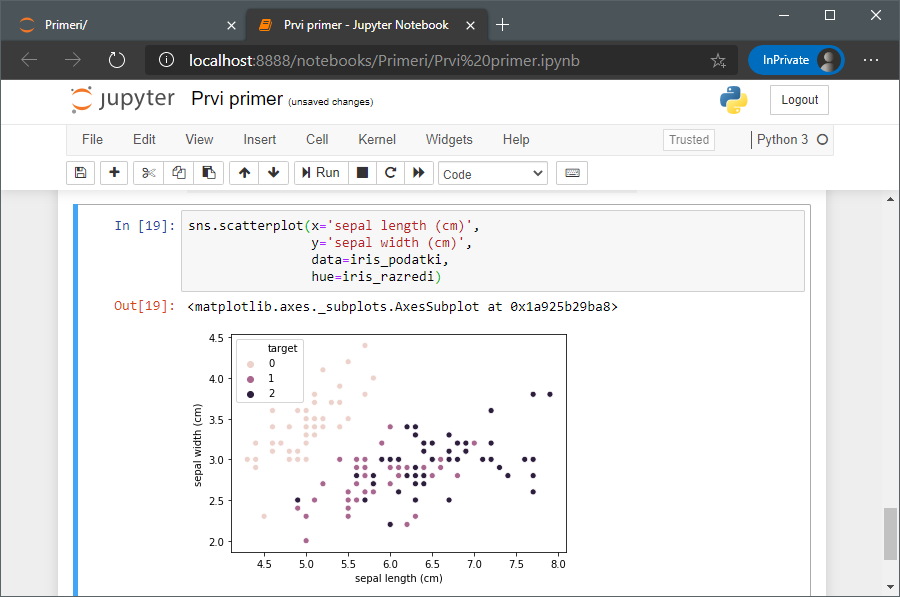 Primeri/
Prvi primer - Jupyter Notebook
localhost:8888/notebooks/Primeri/Prvi%20primer.ipynb
InPrivate
jupyter Prvi primer (unsaved changes)
Logout
File Edit View Insert Cell Kernel Widgets Help
Trusted
Python 3
Run
Code
In [19]: sns.scatterplot(x='sepal length (cm)',
y='sepal width (cm)',
data=iris_podatki,
hue=iris_razredi)
Out[19]: <matplotlib.axes._subplots.AxesSubplot at 0x1a925b29ba8>
target
0
1
2
4.5
4.0
3.5
3.0
2.5
2.0
sepal width (cm)
4.5 5.0 5.5 6.0 6.5 7.0 7.5 8.0
sepal length (cm)